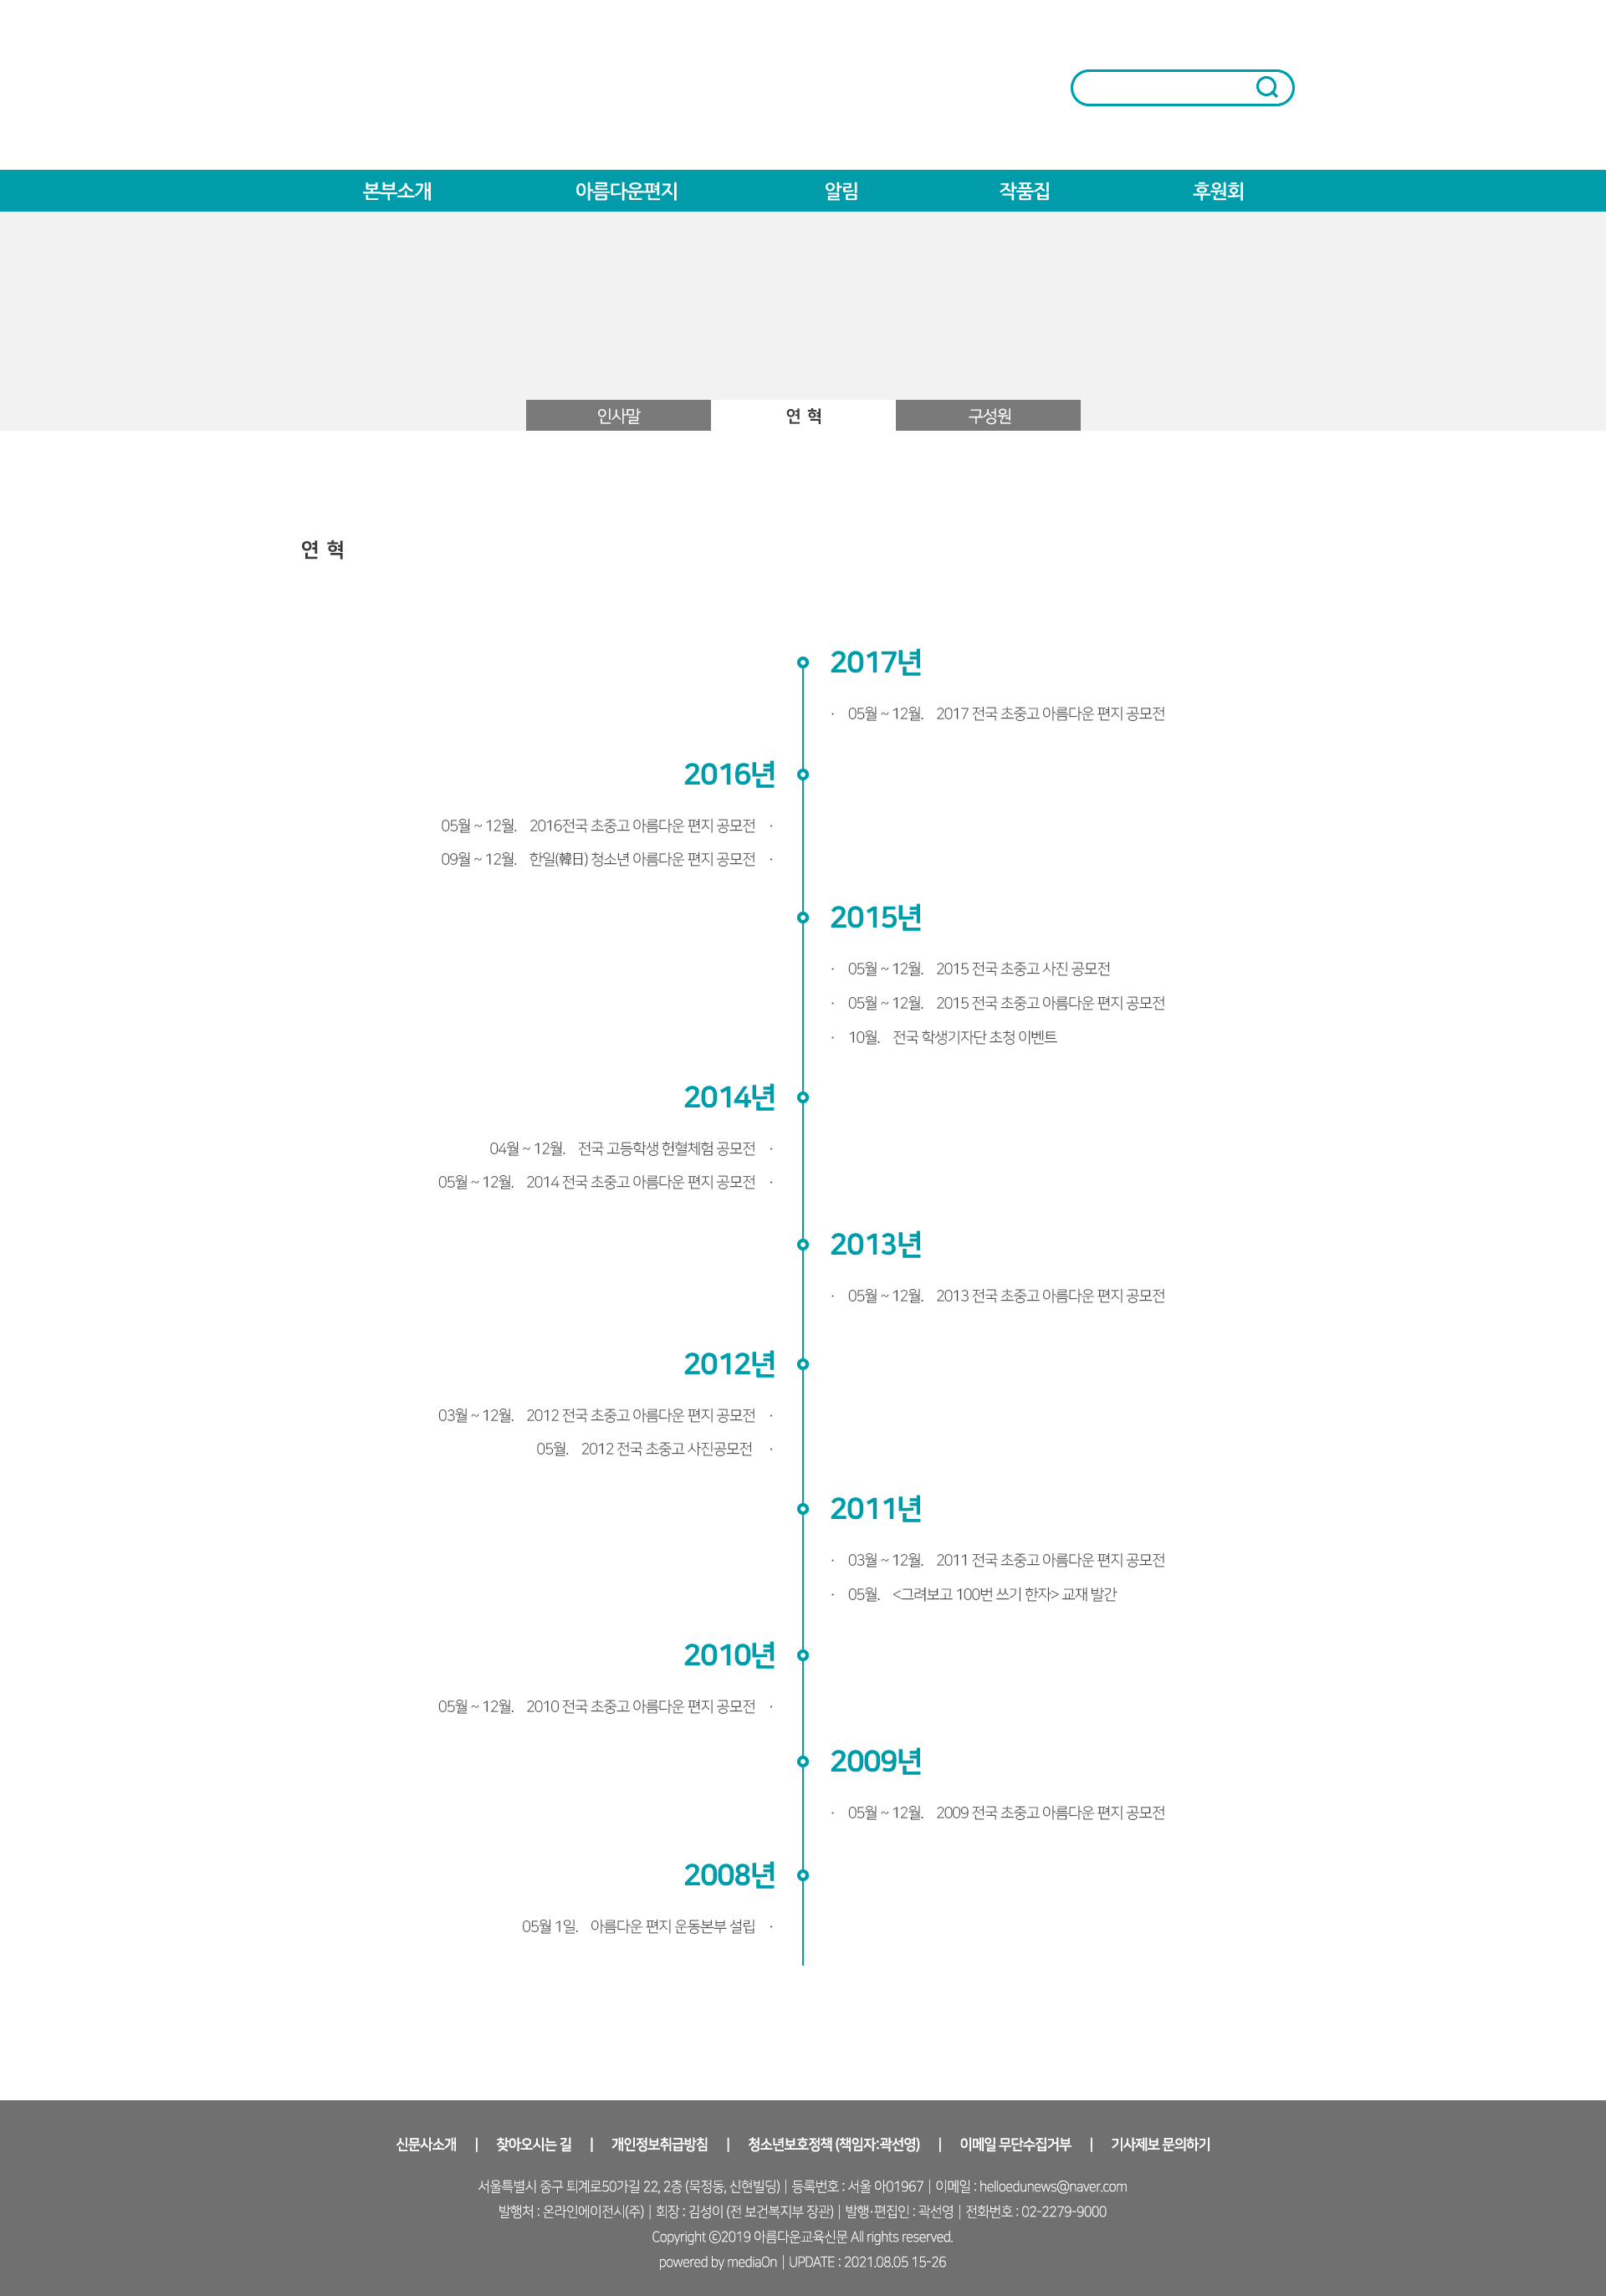 본부소개 아름다운편지 알림 작품집 후원회
인사말 연 혁 구성원
연 혁
2017년
· 05월 ~ 12월. 2017 전국 초중고 아름다운 편지 공모전
2016년
05월 ~ 12월. 2016전국 초중고 아름다운 편지 공모전 ·
09월 ~ 12월. 한일(韓日) 청소년 아름다운 편지 공모전 ·
2015년
· 05월 ~ 12월. 2015 전국 초중고 사진 공모전
· 05월 ~ 12월. 2015 전국 초중고 아름다운 편지 공모전
· 10월. 전국 학생기자단 초청 이벤트
2014년
04월 ~ 12월. 전국 고등학생 헌혈체험 공모전 ·
05월 ~ 12월. 2014 전국 초중고 아름다운 편지 공모전 ·
2013년
· 05월 ~ 12월. 2013 전국 초중고 아름다운 편지 공모전
2012년
03월 ~ 12월. 2012 전국 초중고 아름다운 편지 공모전 ·
05월. 2012 전국 초중고 사진공모전 ·
2011년
· 03월 ~ 12월. 2011 전국 초중고 아름다운 편지 공모전
· 05월. <그려보고 100번 쓰기 한자> 교재 발간
2010년
05월 ~ 12월. 2010 전국 초중고 아름다운 편지 공모전 ·
2009년
· 05월 ~ 12월. 2009 전국 초중고 아름다운 편지 공모전
2008년
05월 1일. 아름다운 편지 운동본부 설립 ·
신문사소개 | 찾아오시는 길 | 개인정보취급방침 | 청소년보호정책 (책임자:곽선영) | 이메일 무단수집거부 | 기사제보 문의하기
서울특별시 중구 퇴계로50가길 22, 2층 (묵정동, 신현빌딩) | 등록번호 : 서울 아01967 | 이메일 : helloedunews@naver.com
발행처 : 온라인에이전시(주) | 회장 : 김성이 (전 보건복지부 장관) | 발행·편집인 : 곽선영 | 전화번호 : 02-2279-9000
Copyright ⓒ2019 아름다운교육신문 All rights reserved.
powered by mediaOn | UPDATE : 2021.08.05 15-26